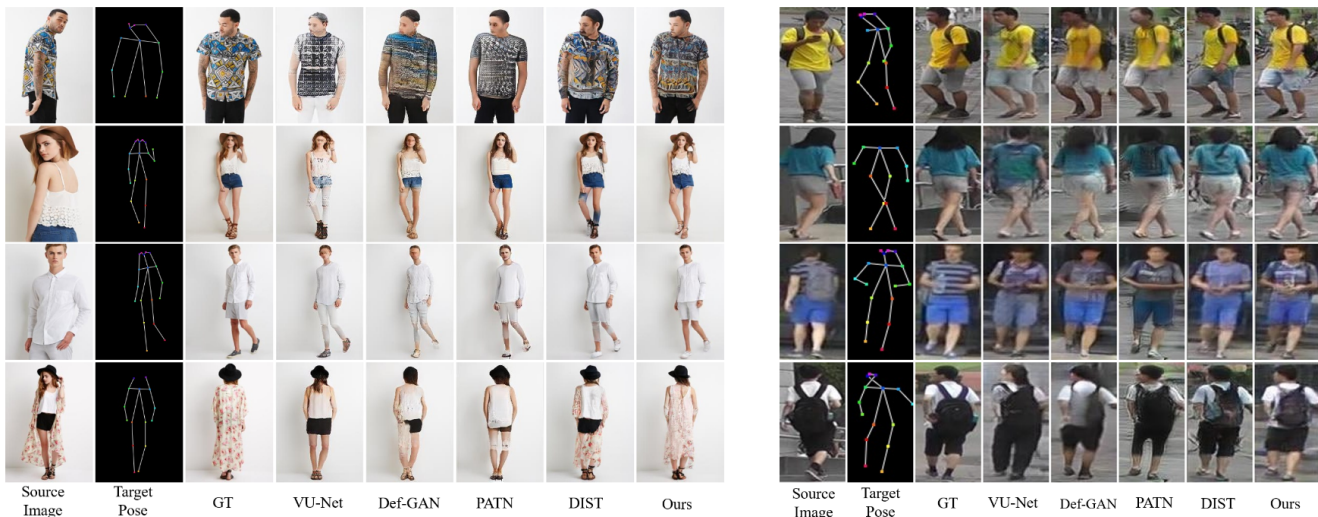 Source Image Target Pose GT VU-Net Def-GAN PATN DIST Ours
Source Image Target Pose GT VU-Net Def-GAN PATN DIST Ours